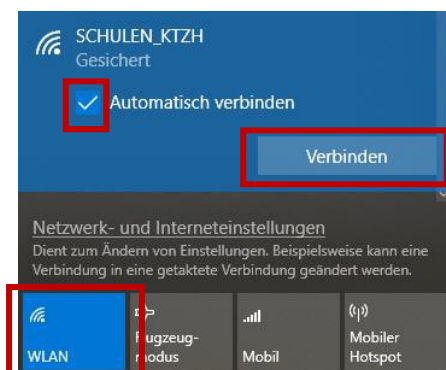 SCHULEN_KTZH
Gesichert
Automatisch verbinden
Verbinden
Netzwerk- und Interneteinstellungen
Dient zum Ändern von Einstellungen. Beispielsweise kann eine
Verbindung in eine getaktete Verbindung geändert werden.
WLAN
Flugzeug-
modus
Mobil
Mobiler
Hotspot